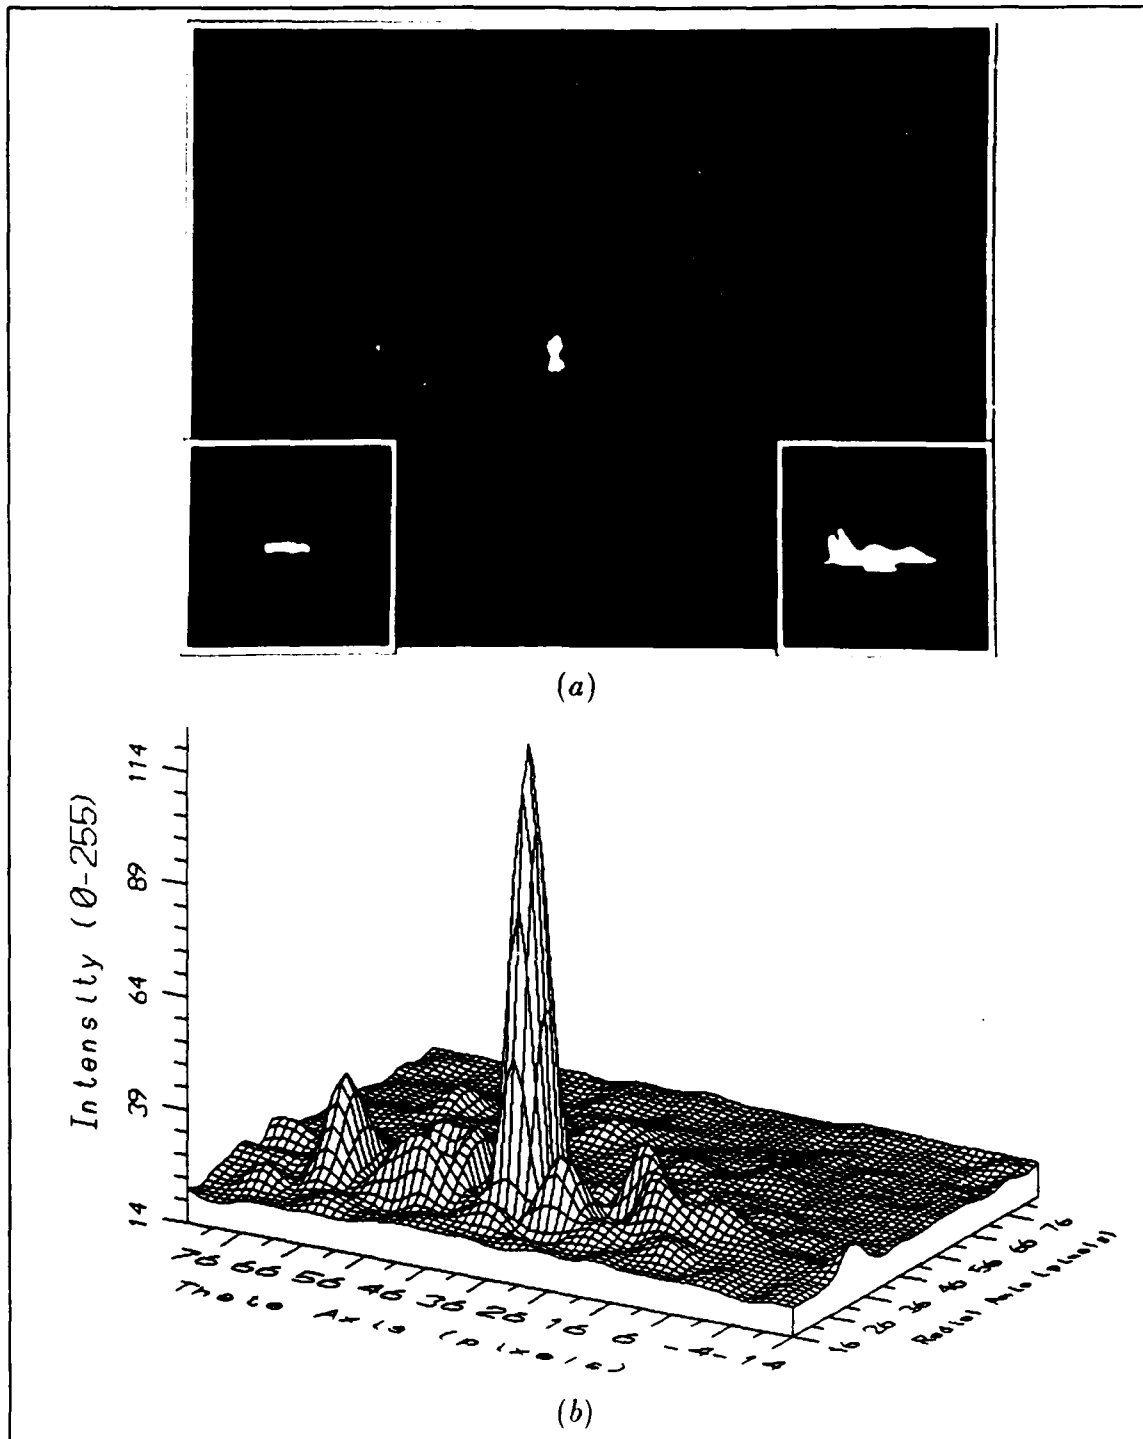 (a)
Intensity (0-255)
114
89
64
39
14
76 66 56 46 36 26 16 6 -4 -14
Theta Axis (pixels)
16 26 36 46 56 66 76
Radial Axis (pixels)
(b)